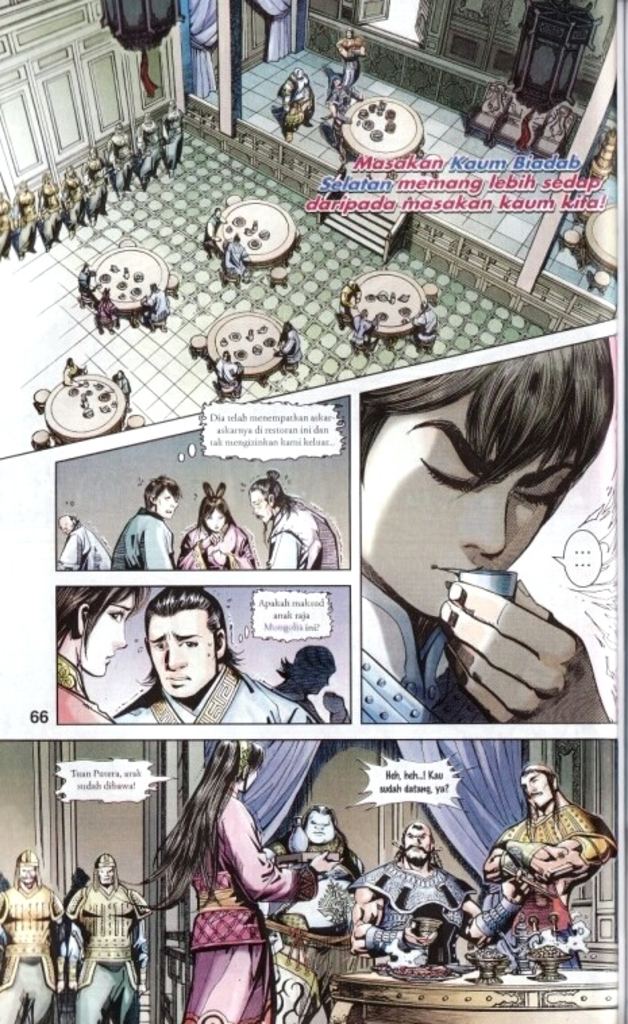 Masakan Kaum Biadab
Selatan memang lebih sedap
daripada masakan kaum kita!
Dia telah menempatkan askar-
askarnya di restoran ini dan
tak mengizinkan kami keluar...
...
Apakah maksud
anak raja
Mongolia ini?
66
Tuan Putera, arak
sudah dibawa!
Heh, heh...! Kau
sudah datang, ya?